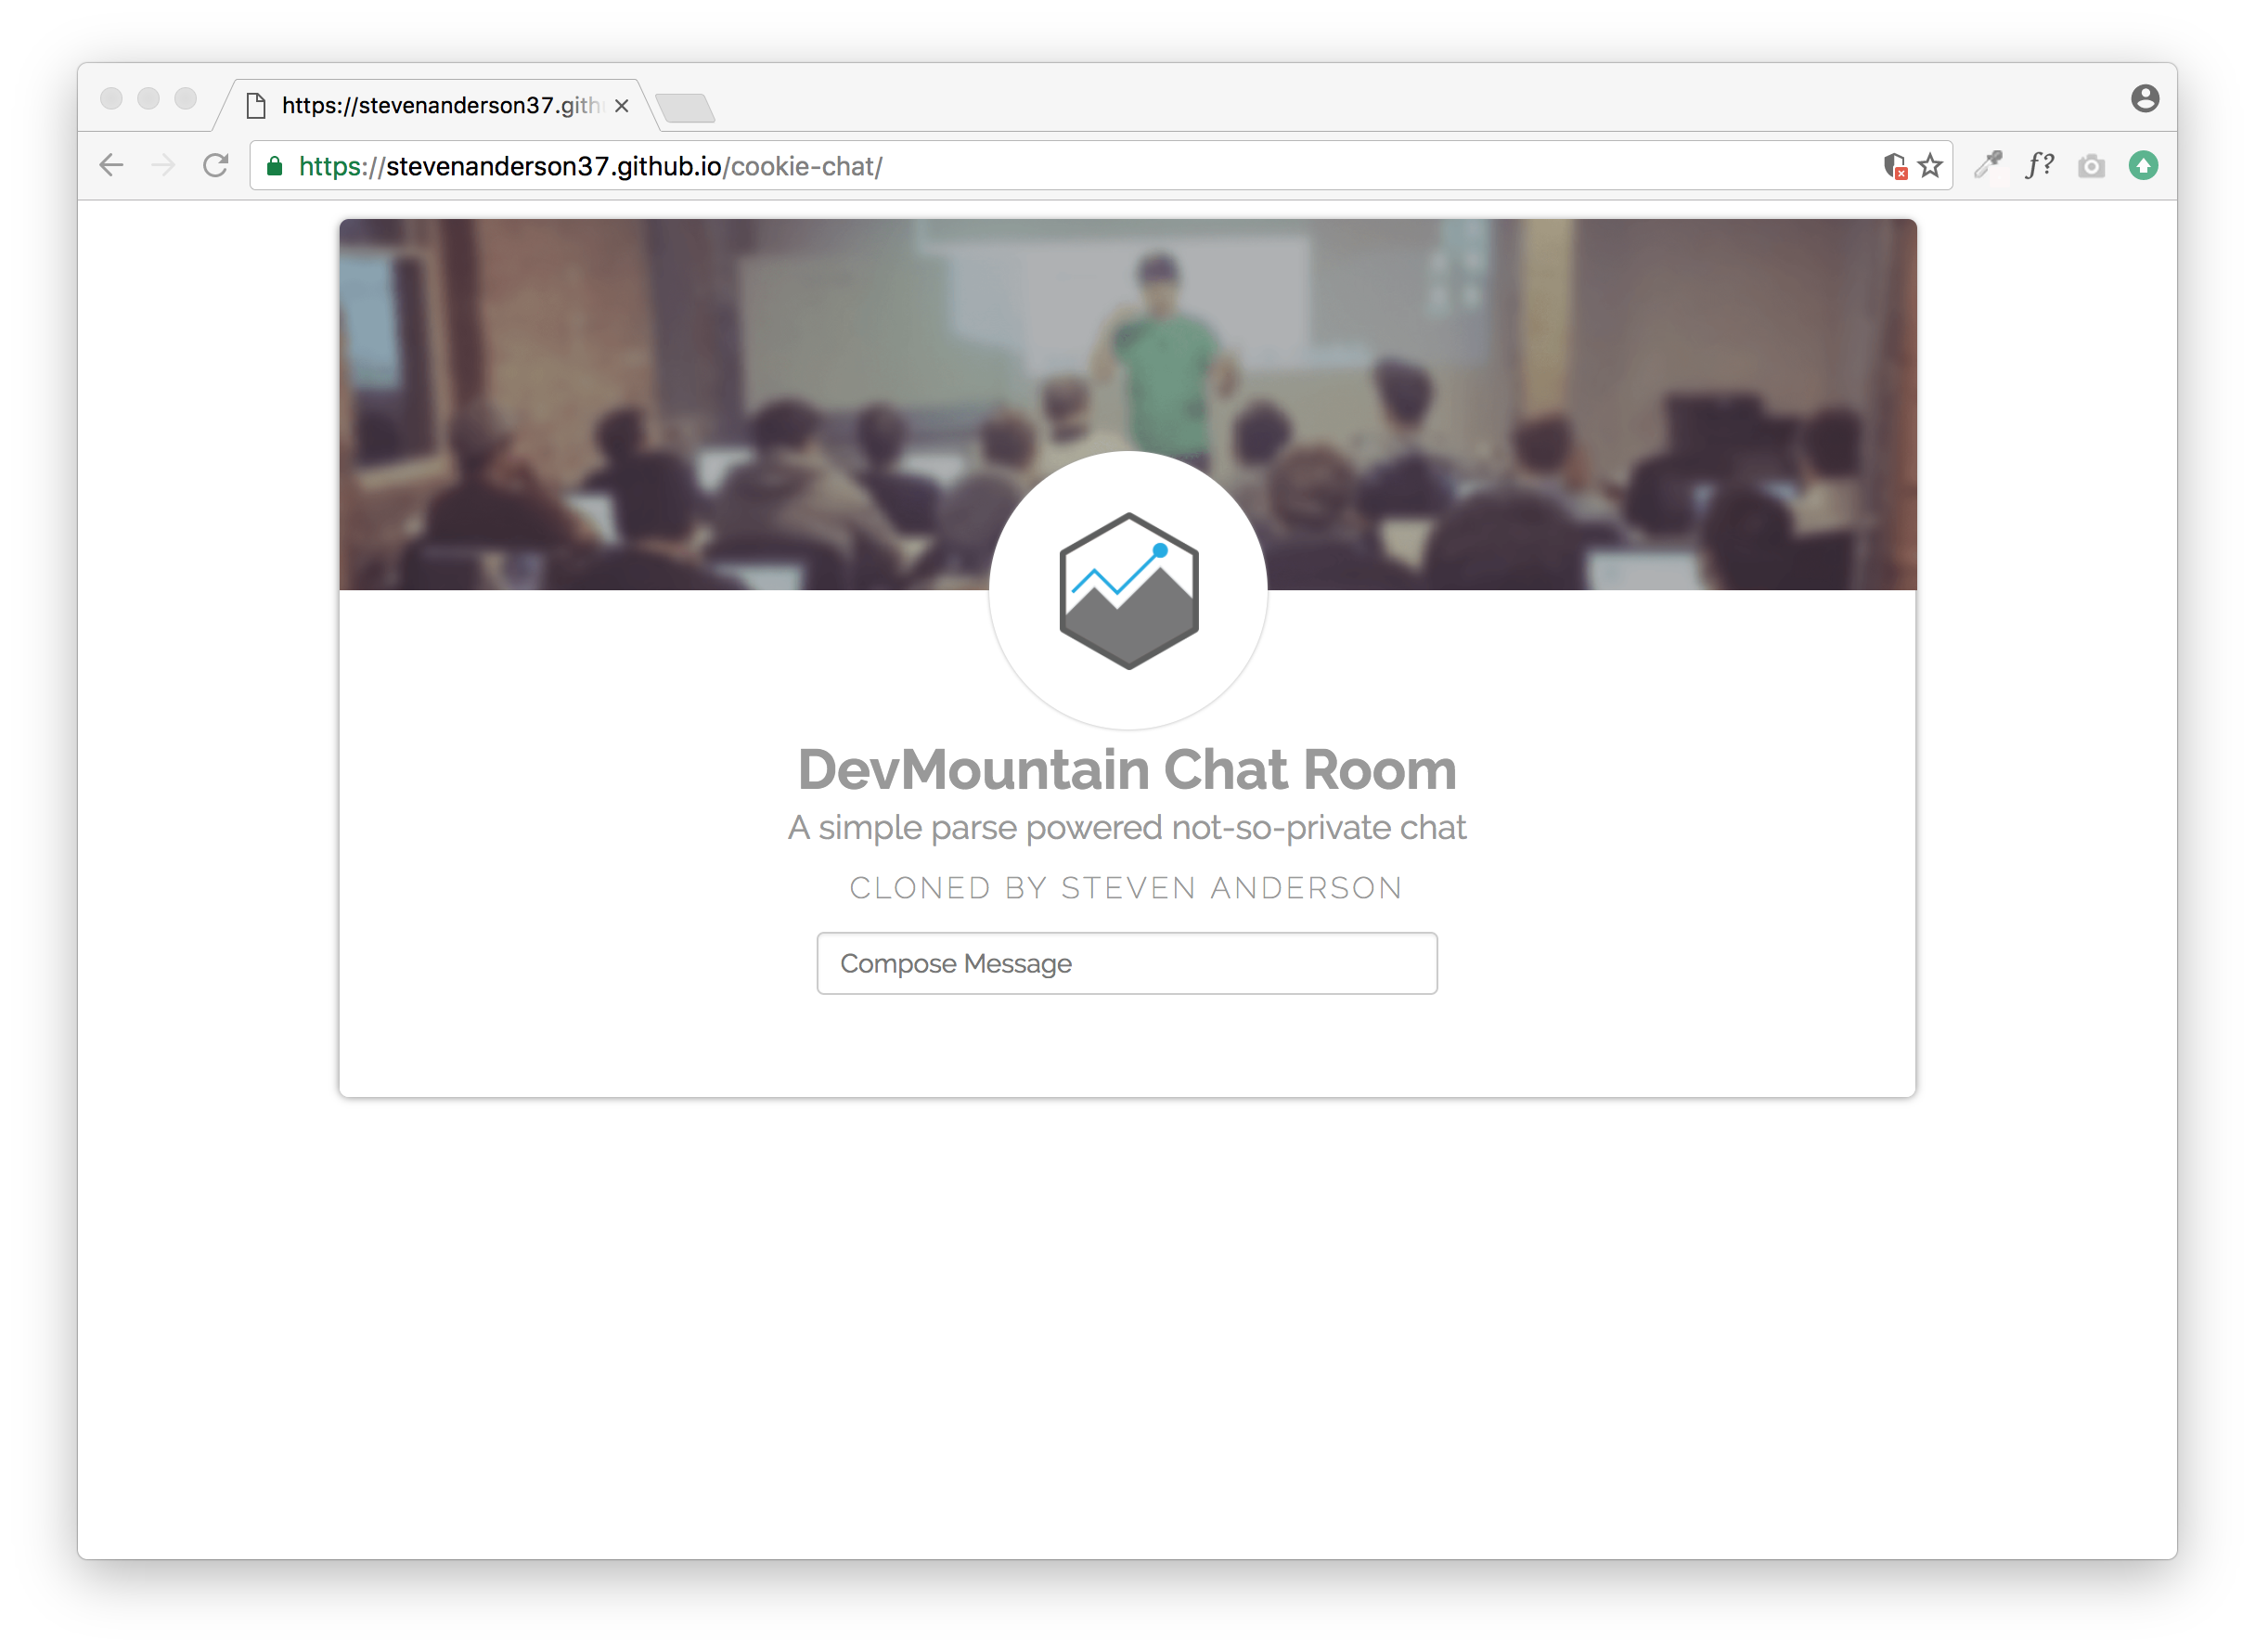 https://stevenanderson37.gith
https://stevenanderson37.github.io/cookie-chat/
f?
DevMountain Chat Room
A simple parse powered not-so-private chat
CLONED BY STEVEN ANDERSON
Compose Message